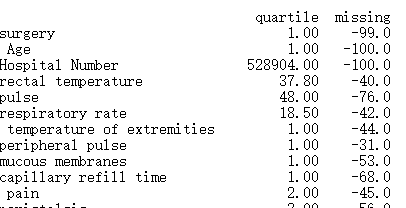 quartile missing
surgery 1.00 -99.0
Age 1.00 -100.0
Hospital Number 528904.00 -100.0
rectal temperature 37.80 -40.0
pulse 48.00 -76.0
respiratory rate 18.50 -42.0
temperature of extremities 1.00 -44.0
peripheral pulse 1.00 -31.0
mucous membranes 1.00 -53.0
capillary refill time 1.00 -68.0
pain 2.00 -45.0